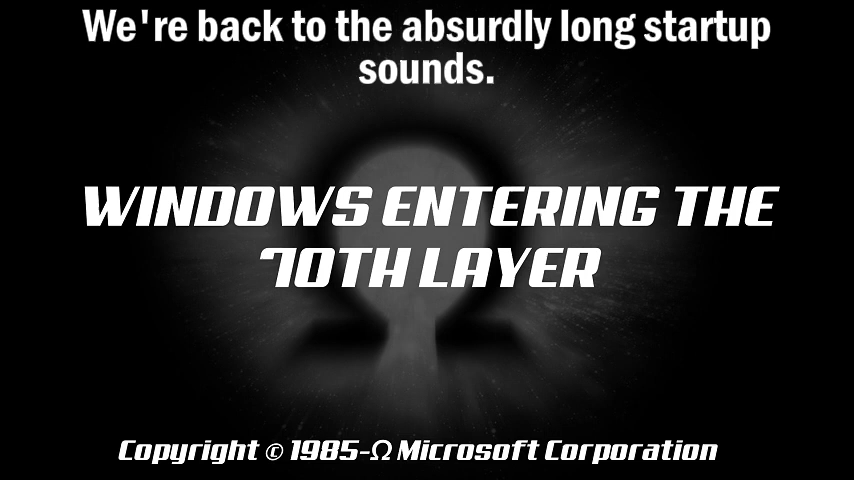 We're back to the absurdly long startup
sounds.
WINDOWS ENTERING THE
70TH LAYER
Copyright © 1985-Ω Microsoft Corporation